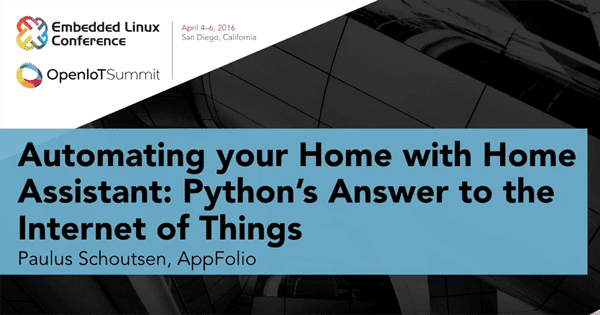 Embedded Linux
Conference
April 4–6, 2016
San Diego, California
OpenIoTSummit
Automating your Home with Home
Assistant: Python’s Answer to the
Internet of Things
Paulus Schoutsen, AppFolio